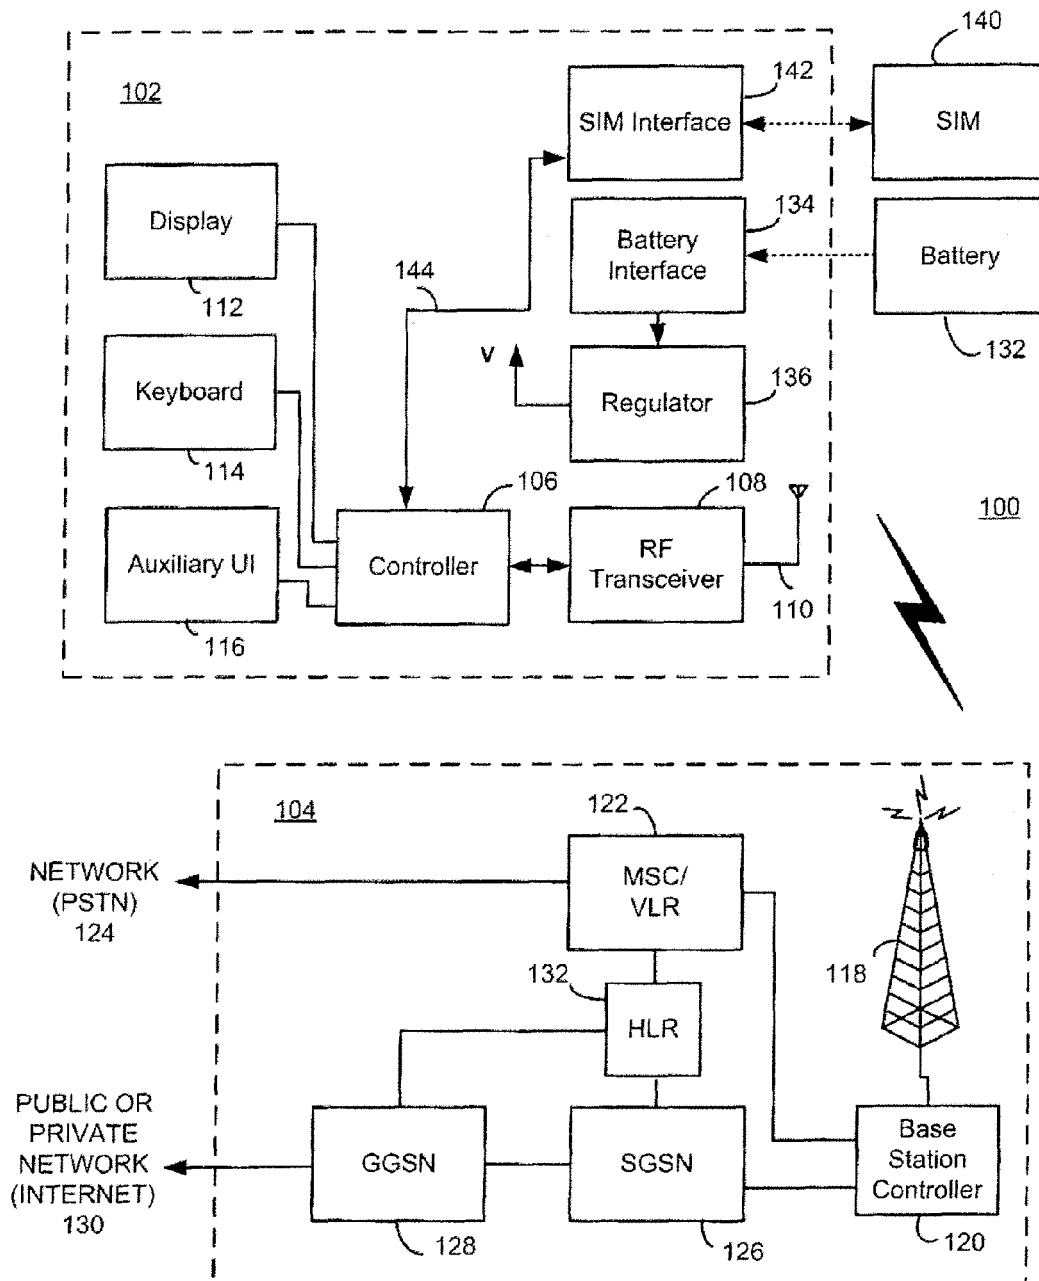 140
102
142
SIM Interface
SIM
134
Display
Battery
Interface
Battery
144
112
132
V
136
Keyboard
Regulator
114
106
108
100
Auxiliary UI
Controller
RF
Transceiver
110
116
104
122
NETWORK
(PSTN)
124
MSC/
VLR
118
132
HLR
PUBLIC OR
PRIVATE
NETWORK
(INTERNET)
130
GGSN
SGSN
Base
Station
Controller
128
126
120